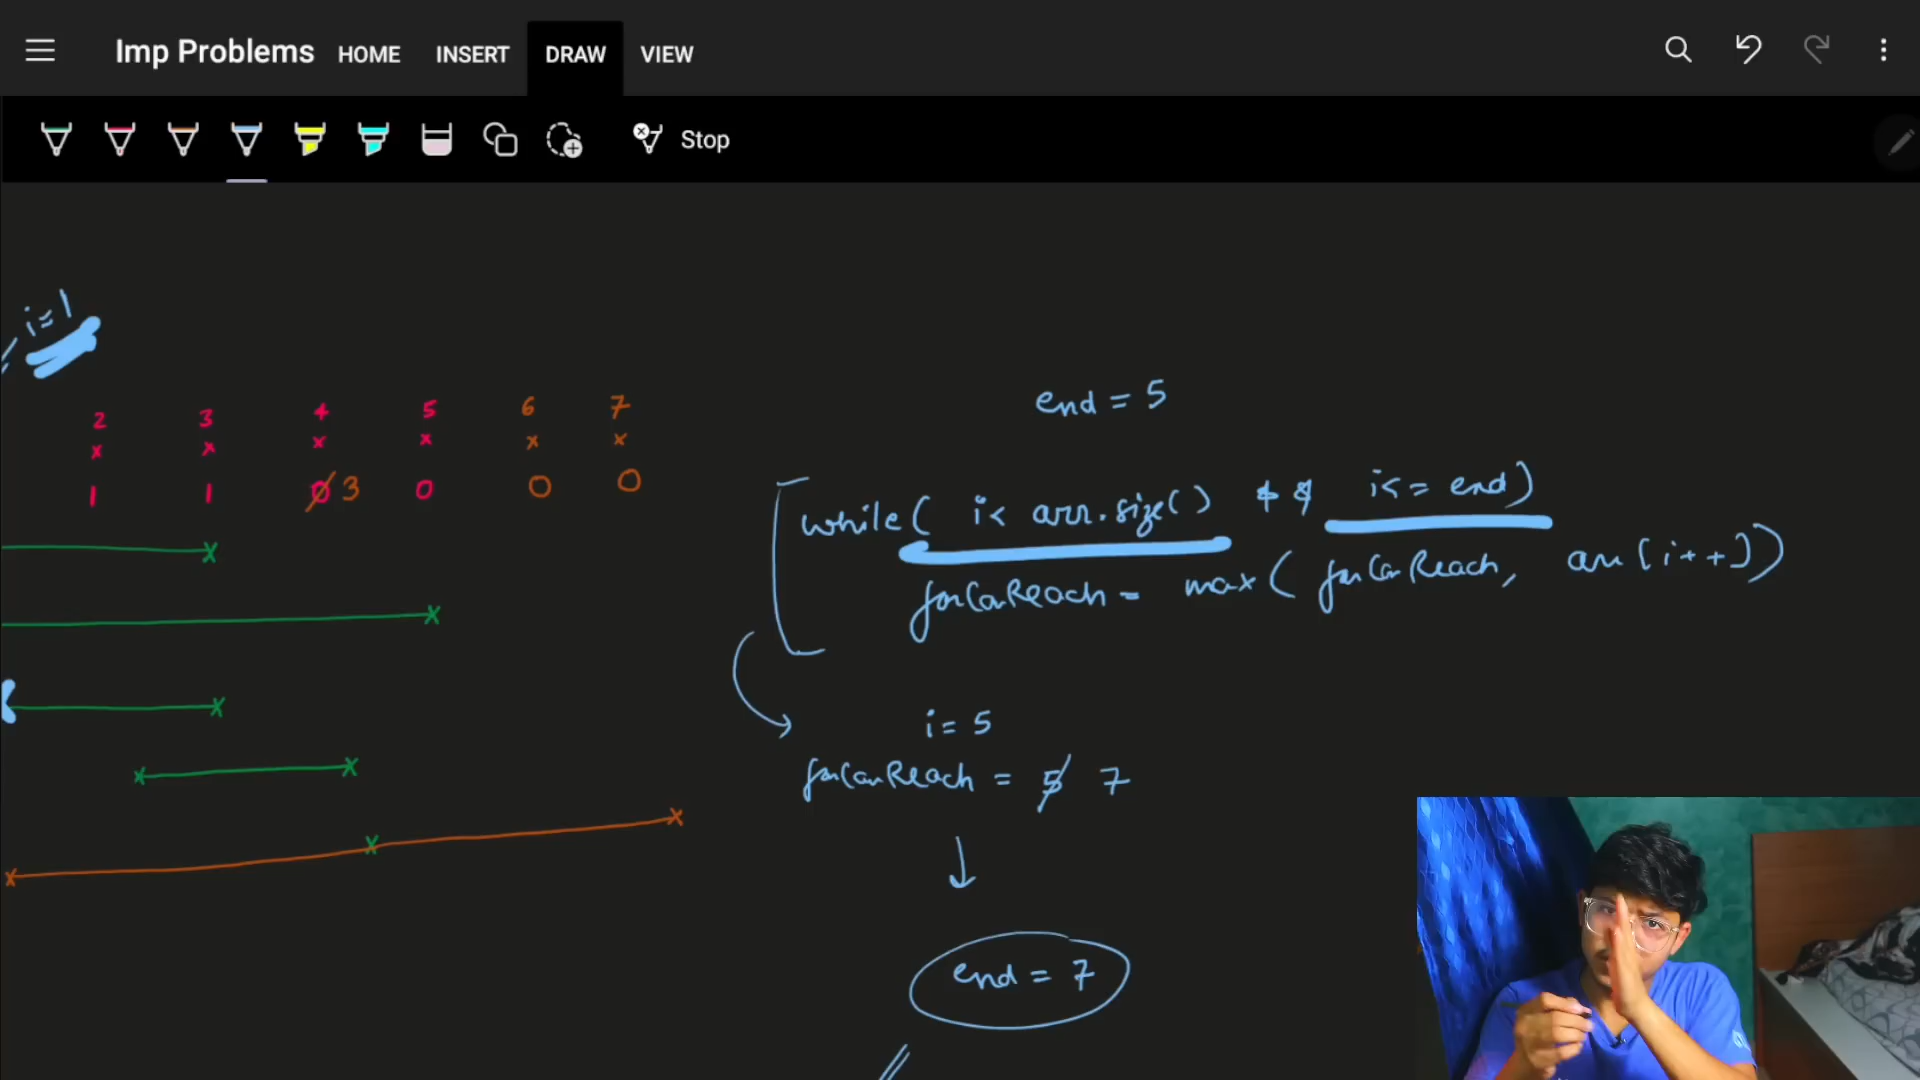 Imp Problems HOME INSERT DRAW VIEW
Stop
i=1
2 3 4 5 6 7
x x x x x x
1 1 0 3 0 0 0
end = 5
while( i< arr.size() && i<= end)
farCanReach = max( farCanReach, arr[i++])
i= 5
farCanReach = 5 7
end = 7